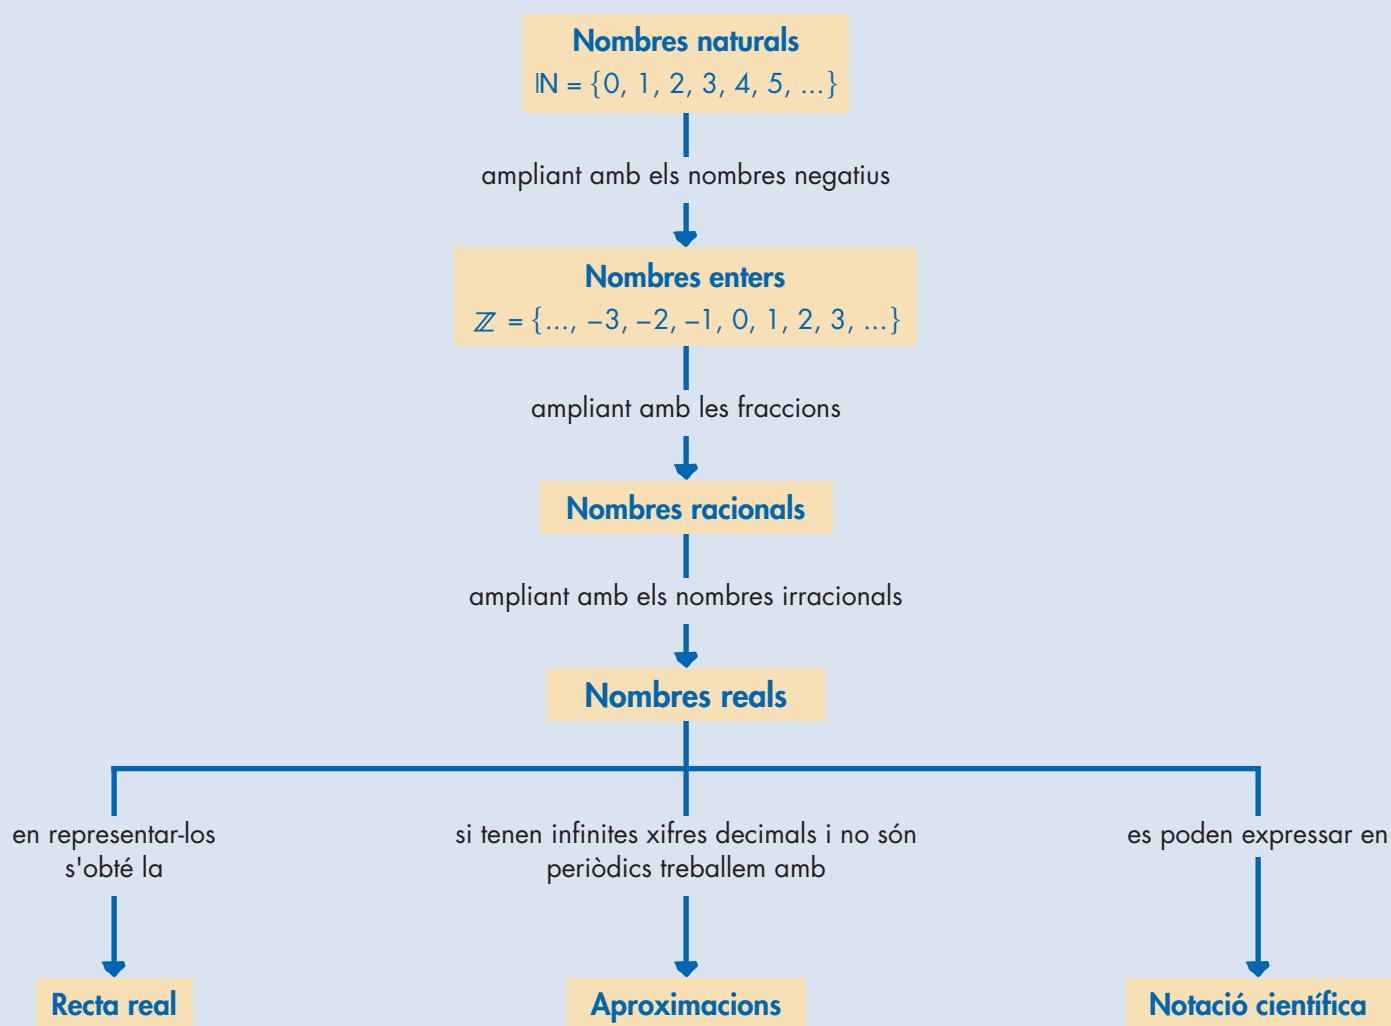 Nombres naturals
ℕ = {0, 1, 2, 3, 4, 5, ...}
ampliant amb els nombres negatius
Nombres enters
ℤ = {..., –3, –2, –1, 0, 1, 2, 3, ...}
ampliant amb les fraccions
Nombres racionals
ampliant amb els nombres irracionals
Nombres reals
en representar-los
s'obté la
si tenen infinites xifres decimals i no són
periòdics treballem amb
es poden expressar en
Recta real
Aproximacions
Notació científica